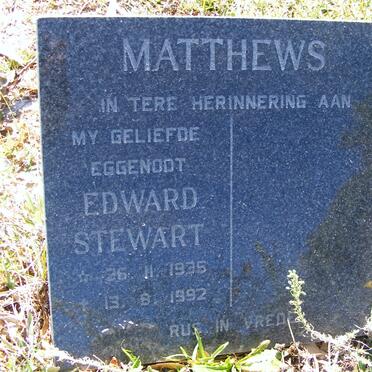 MATTHEWS
IN TERE HERINNERING AAN
MY GELIEFDE
EGGENOOT
EDWARD
STEWART
☆ 26 11 1935
13 8 1992
RUS IN VREDE